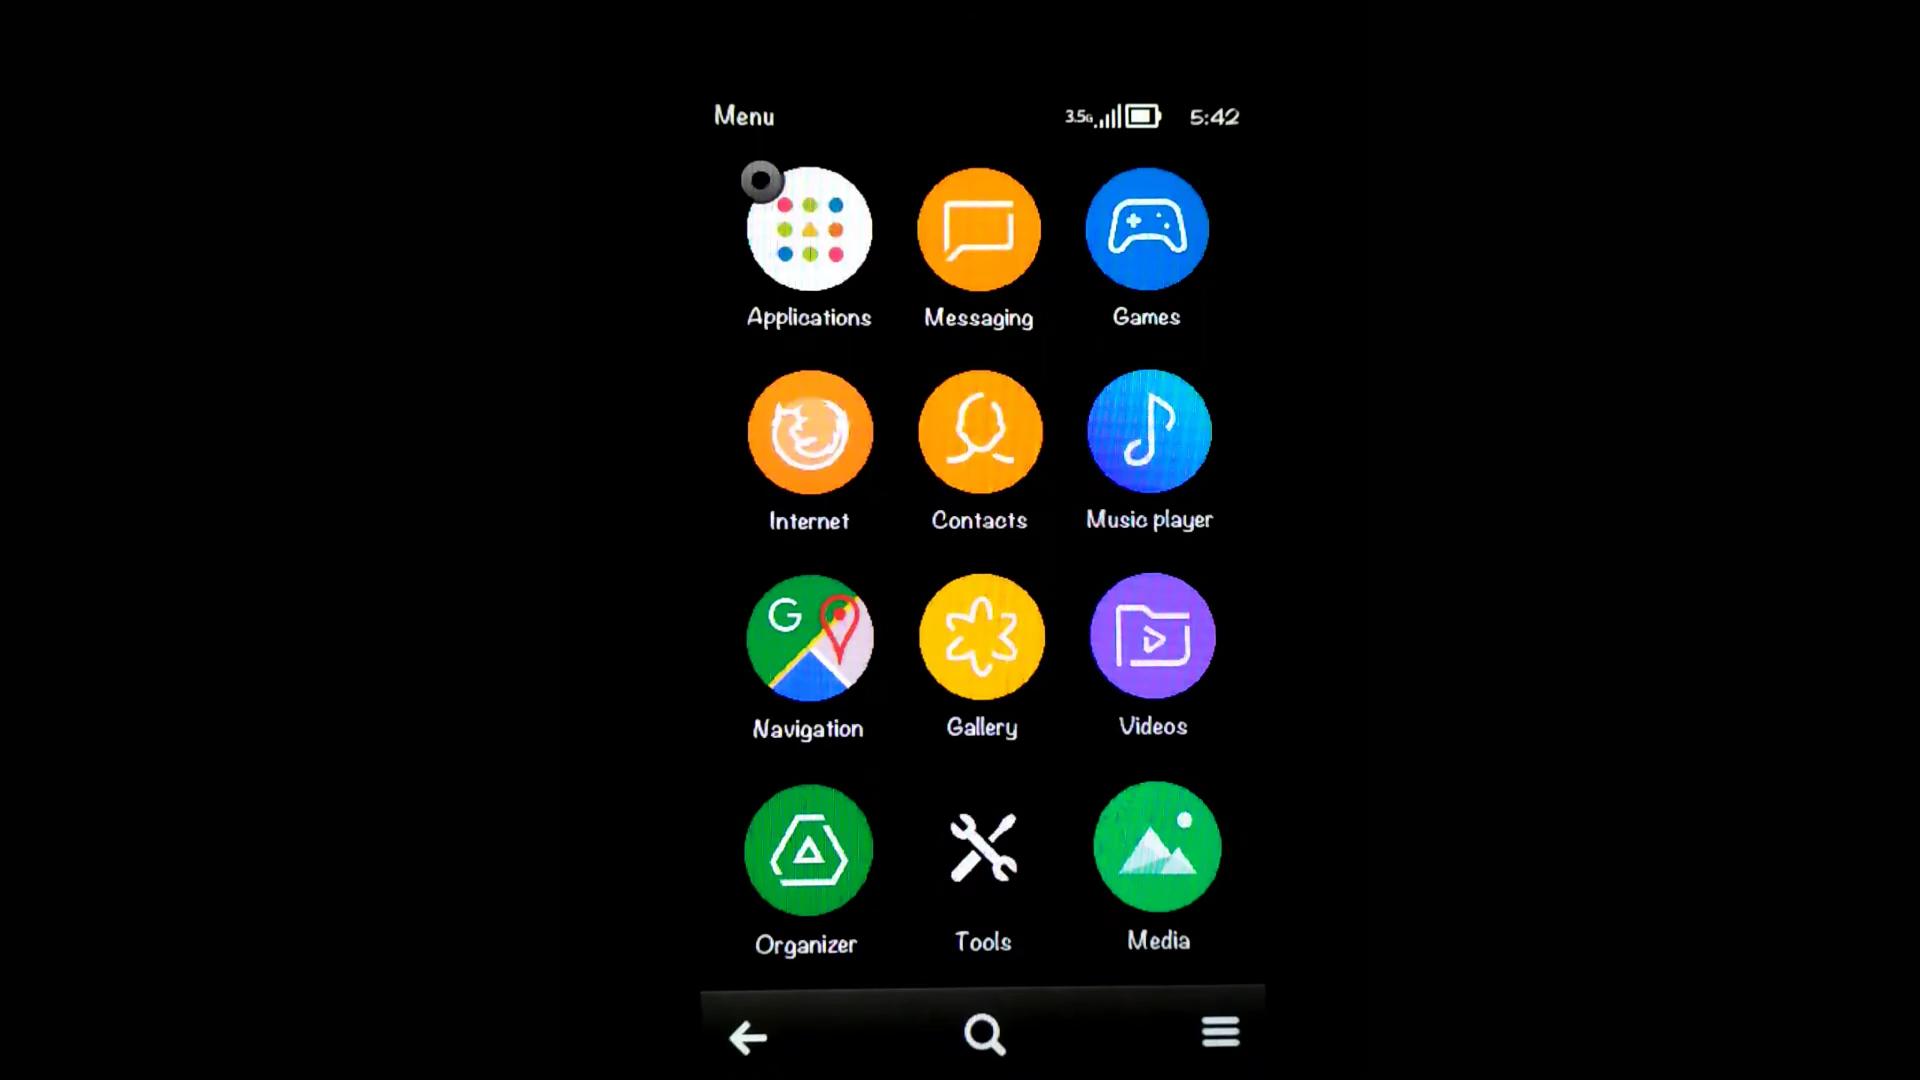 Menu 3.5G 5:42
Applications Messaging Games
Internet Contacts Music player
G
Navigation Gallery Videos
Organizer Tools Media